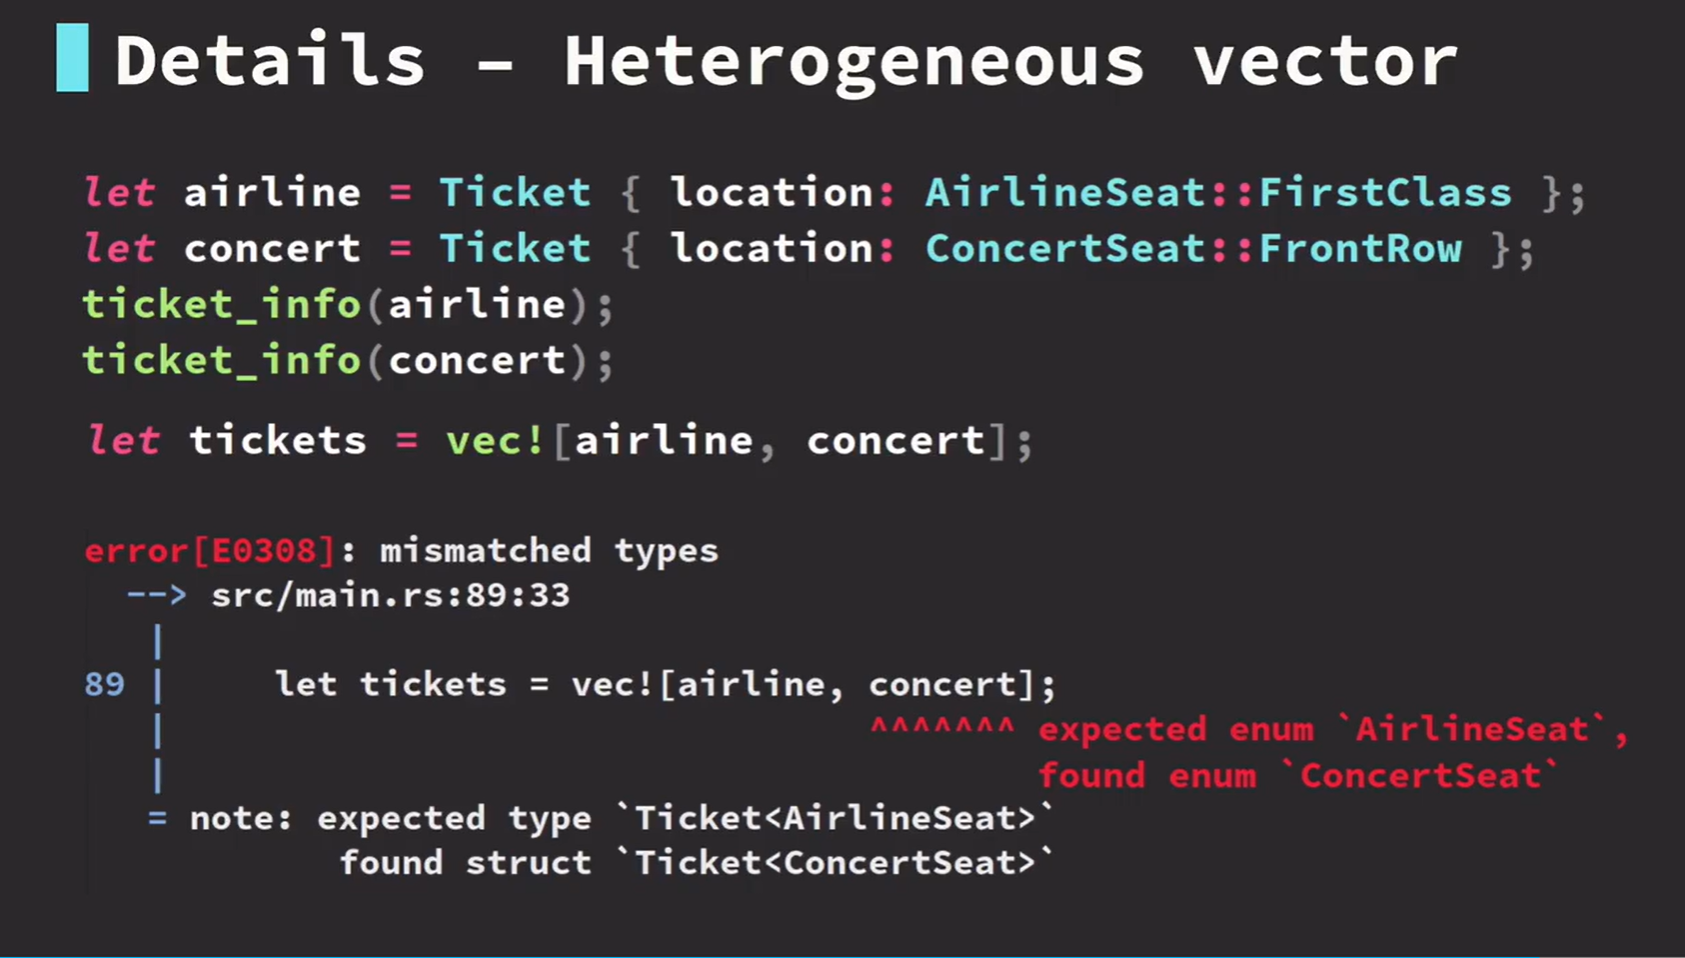 Details – Heterogeneous vector
let airline = Ticket { location: AirlineSeat::FirstClass };
let concert = Ticket { location: ConcertSeat::FrontRow };
ticket_info(airline);
ticket_info(concert);
let tickets = vec![airline, concert];
error[E0308]: mismatched types
--> src/main.rs:89:33
|
89 | let tickets = vec![airline, concert];
| ^^^^^^^ expected enum `AirlineSeat`,
| found enum `ConcertSeat`
= note: expected type `Ticket<AirlineSeat>`
found struct `Ticket<ConcertSeat>`